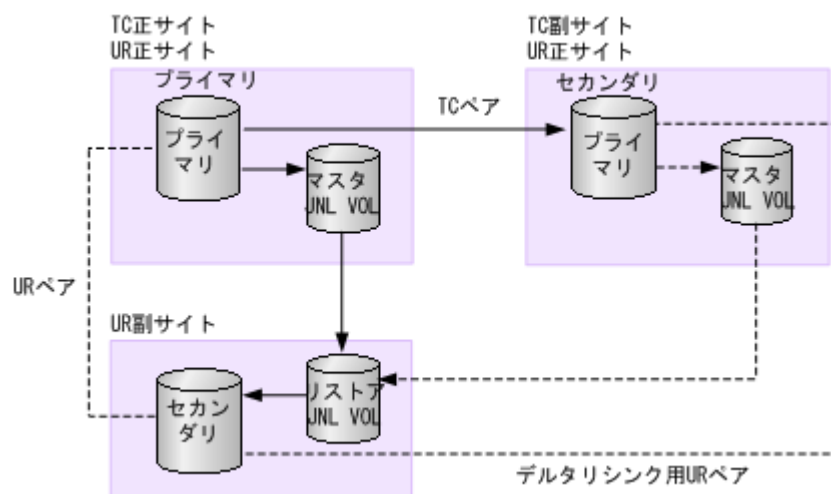 TC正サイト
UR正サイト
プライマリ
プライ
マリ
マスタ
JNL VOL
TCペア
TC副サイト
UR正サイト
セカンダリ
プライ
マリ
マスタ
JNL VOL
URペア
UR副サイト
セカン
ダリ
リストア
JNL VOL
デルタリシンク用URペア